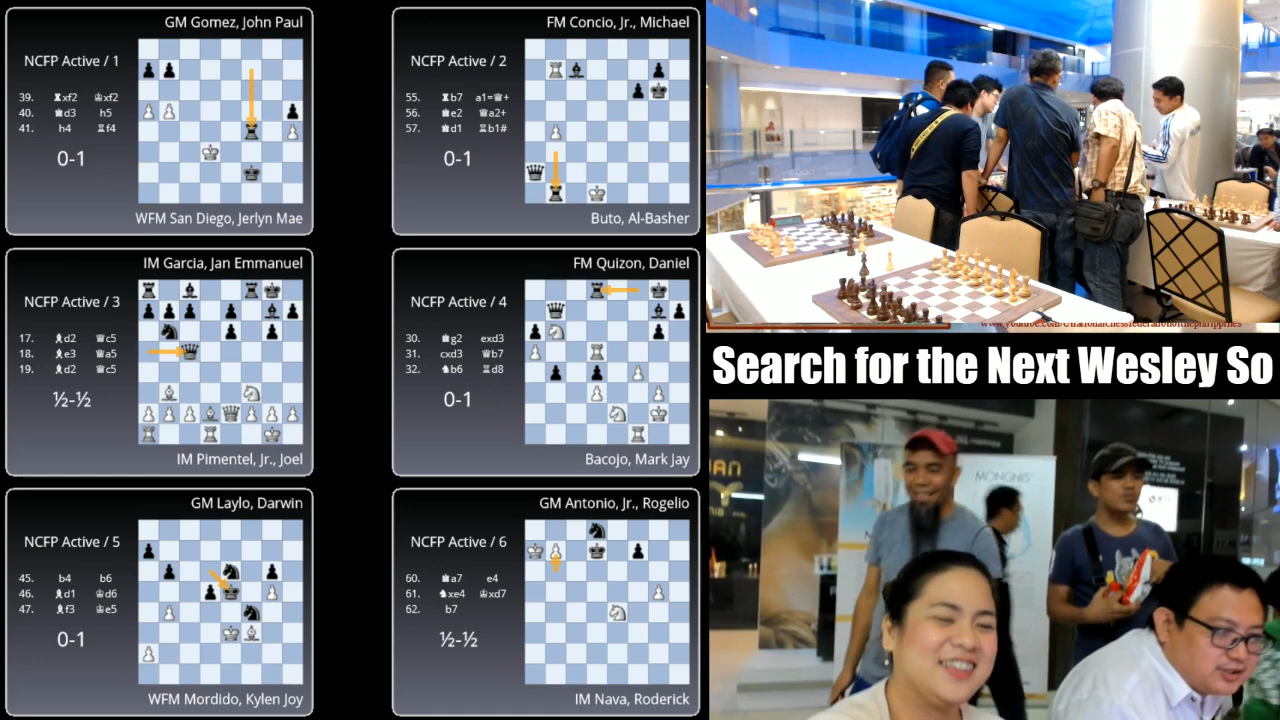 GM Gomez, John Paul
NCFP Active / 1
39. ♜xf2 ♔xf2
40. ♚d3 h5
41. h4 ♖f4
0-1
WFM San Diego, Jerlyn Mae
FM Concio, Jr., Michael
NCFP Active / 2
55. ♜b7 a1=♕+
56. ♚e2 ♕a2+
57. ♚d1 ♖b1#
0-1
Buto, Al-Basher
IM Garcia, Jan Emmanuel
NCFP Active / 3
17. ♝d2 ♕c5
18. ♝e3 ♕a5
19. ♝d2 ♕c5
½-½
IM Pimentel, Jr., Joel
FM Quizon, Daniel
NCFP Active / 4
30. ♚g2 exd3
31. cxd3 ♕b7
32. ♞b6 ♖d8
0-1
Bacojo, Mark Jay
GM Laylo, Darwin
NCFP Active / 5
45. b4 b6
46. ♝d1 ♔d6
47. ♝f3 ♔e5
0-1
WFM Mordido, Kylen Joy
GM Antonio, Jr., Rogelio
NCFP Active / 6
60. ♚a7 e4
61. ♞xe4 ♔xd7
62. b7
½-½
IM Nava, Roderick
www.youtube.com/c/nationalchessfederationofthephilippines
Search for the Next Wesley So
MONGNIS